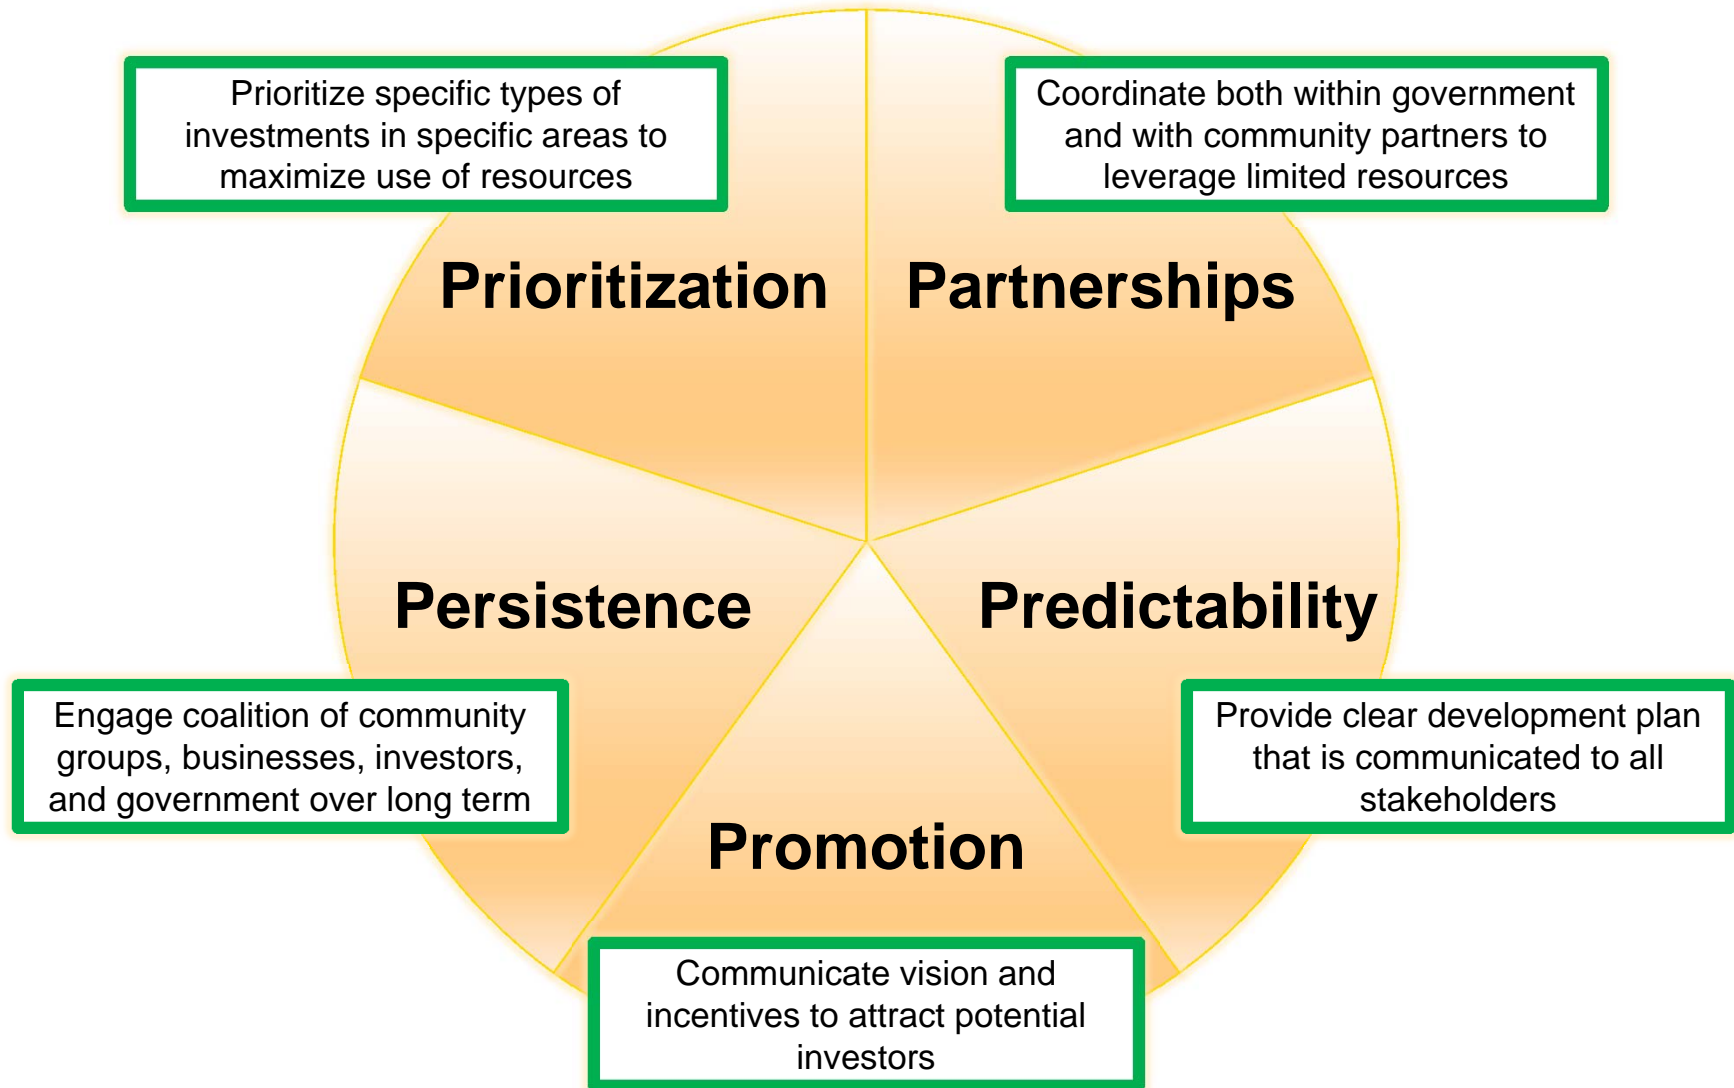 Prioritize specific types of
investments in specific areas to
maximize use of resources
Coordinate both within government
and with community partners to
leverage limited resources
Prioritization
Partnerships
Persistence
Predictability
Engage coalition of community
groups, businesses, investors,
and government over long term
Provide clear development plan
that is communicated to all
stakeholders
Promotion
Communicate vision and
incentives to attract potential
investors